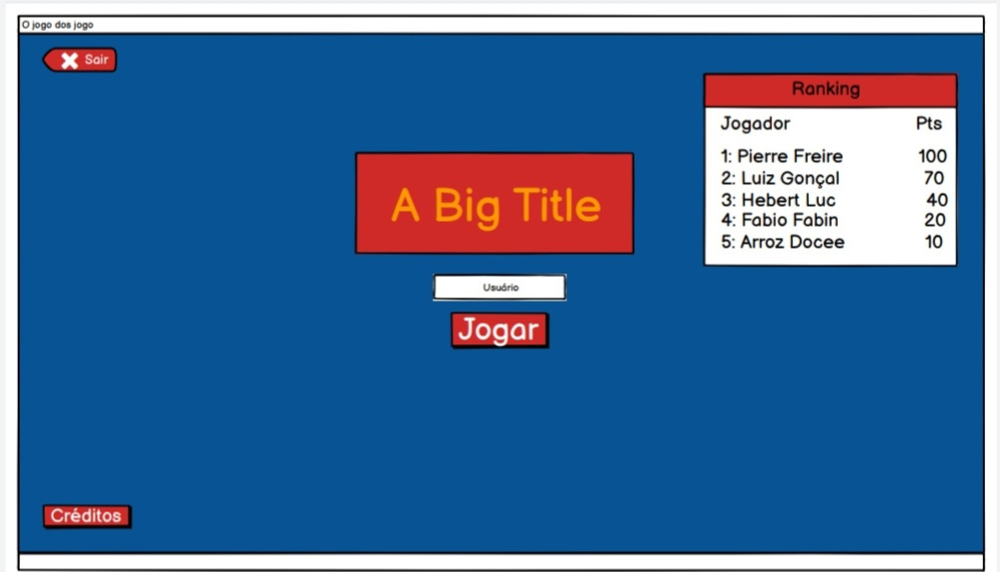 O jogo dos jogo
Sair
Ranking
Jogador Pts
1: Pierre Freire 100
2: Luiz Gonçal 70
3: Hebert Luc 40
4: Fabio Fabin 20
5: Arroz Docee 10
A Big Title
Usuário
Jogar
Créditos